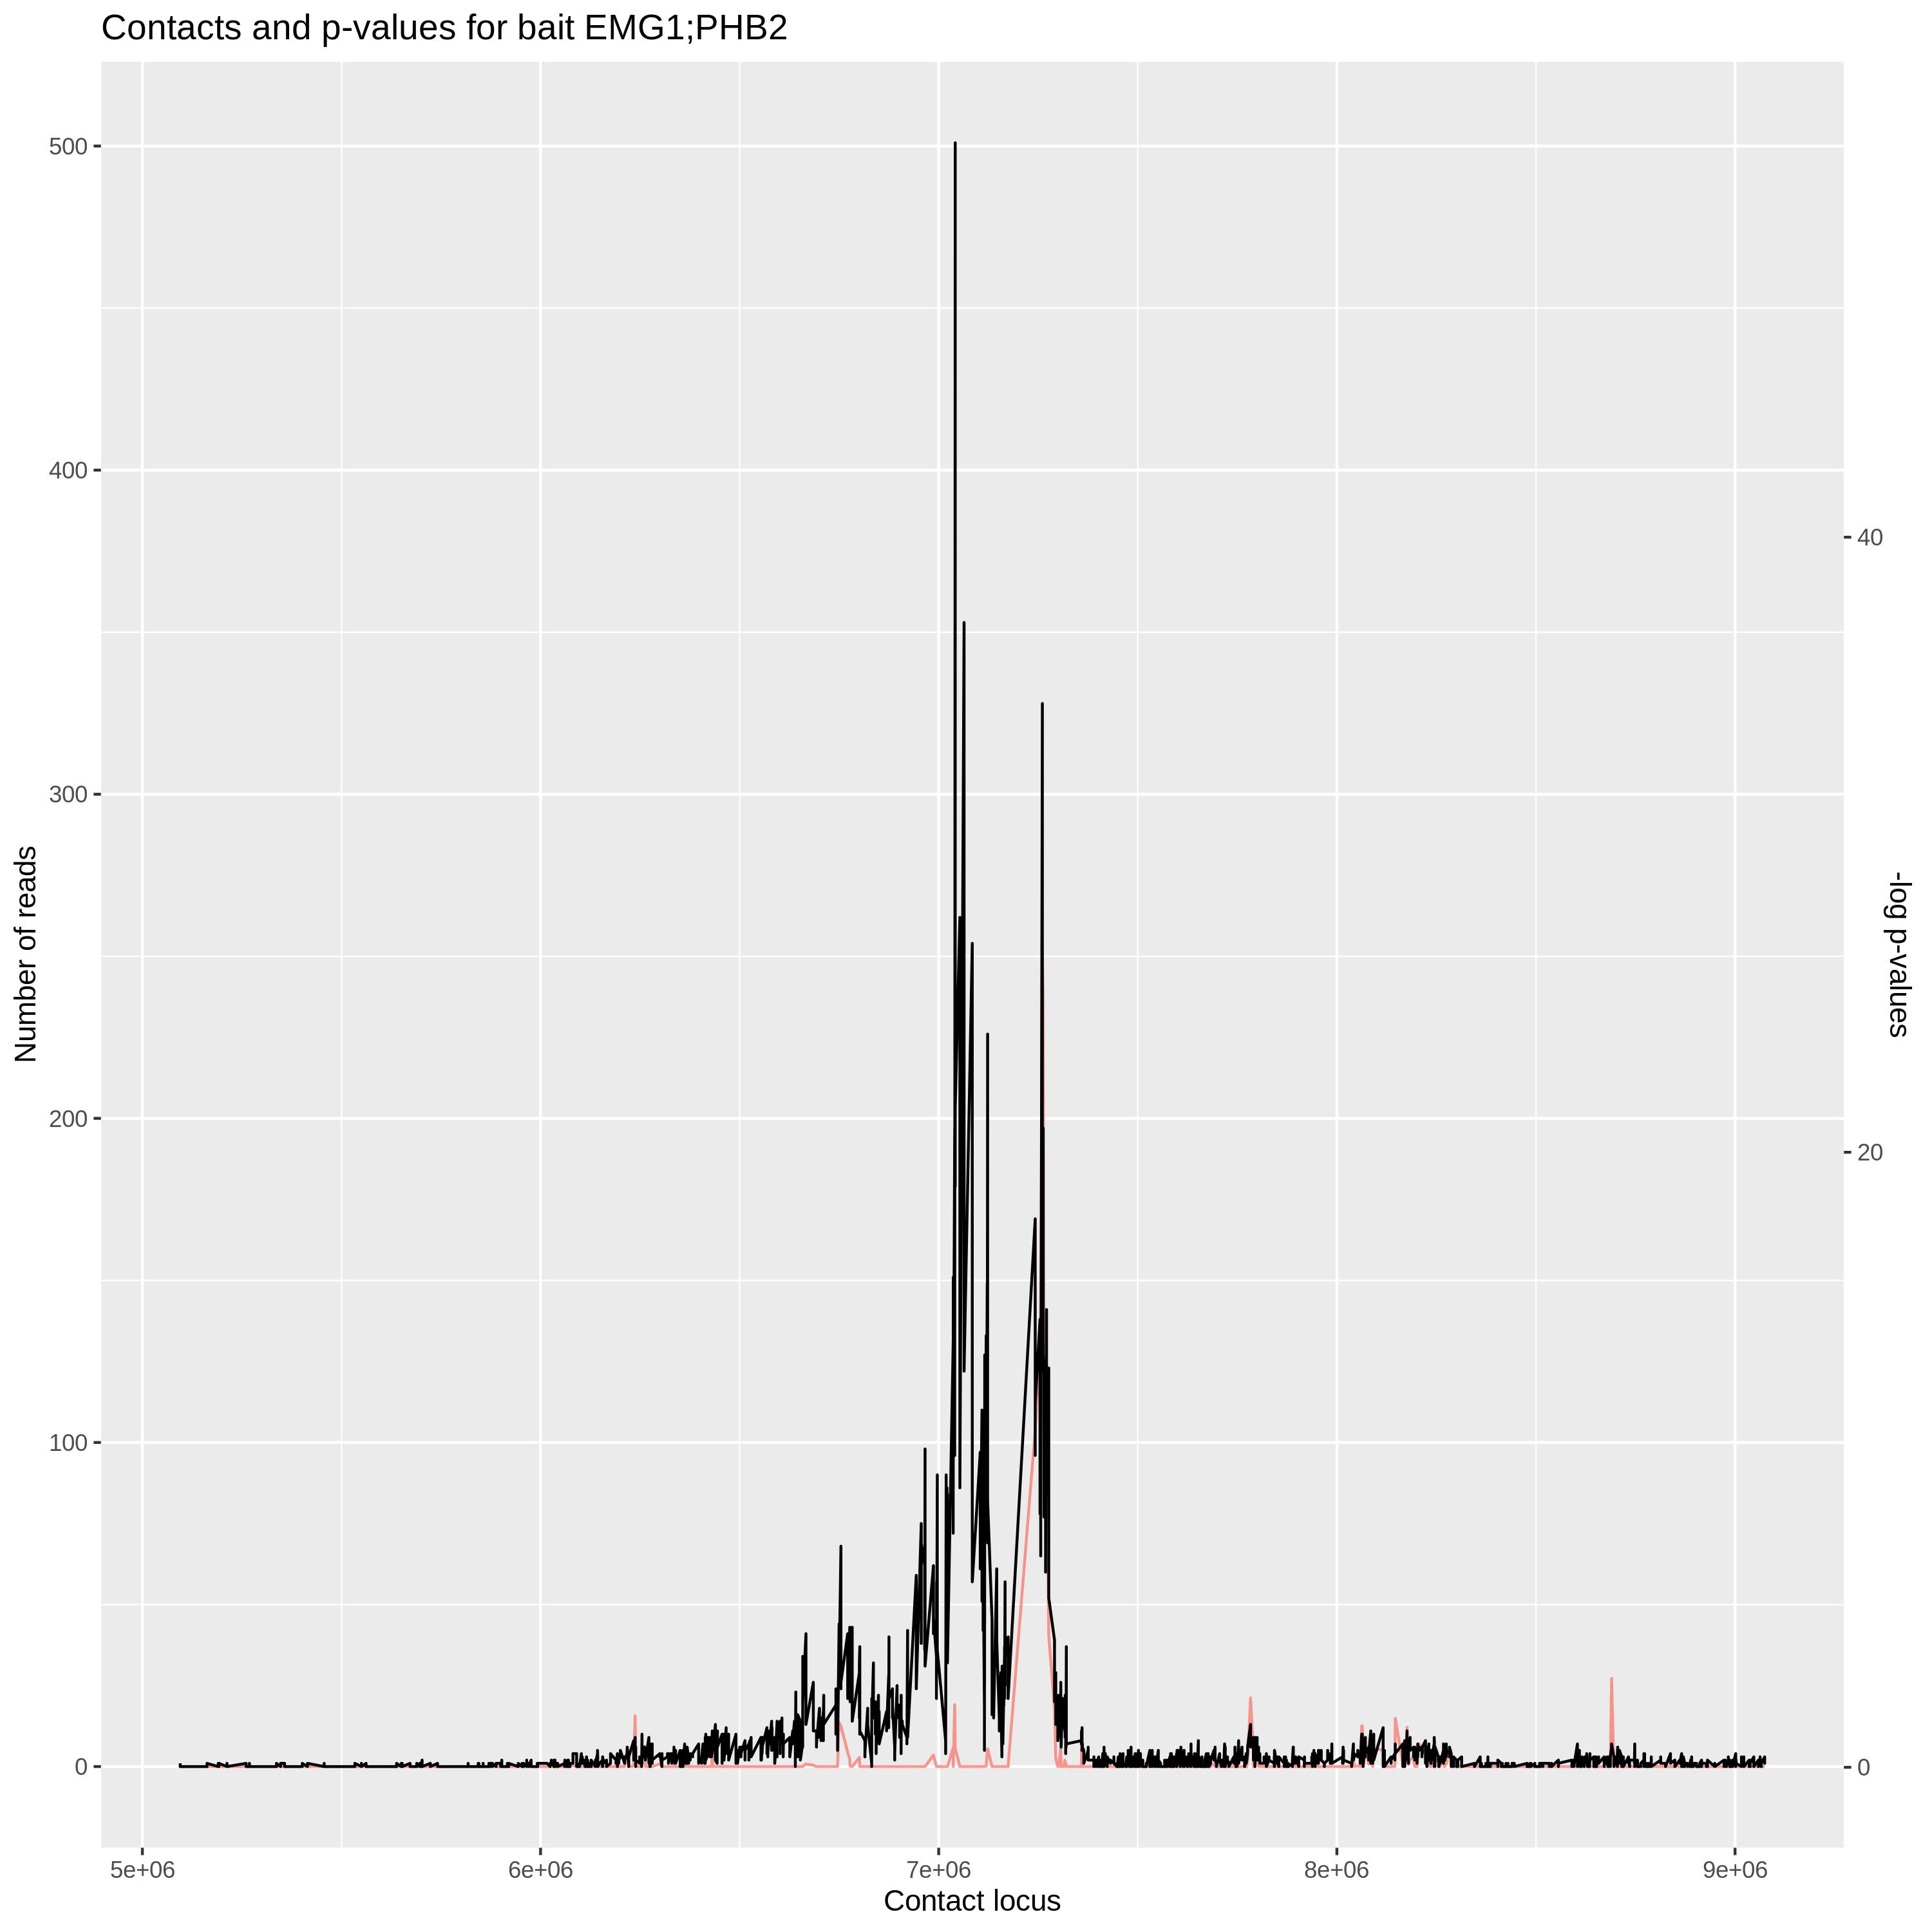 Contacts and p-values for bait EMG1;PHB2
500
400
300
200
100
0
Number of reads
40
20
0
-log p-values
5e+06
6e+06
7e+06
8e+06
9e+06
Contact locus